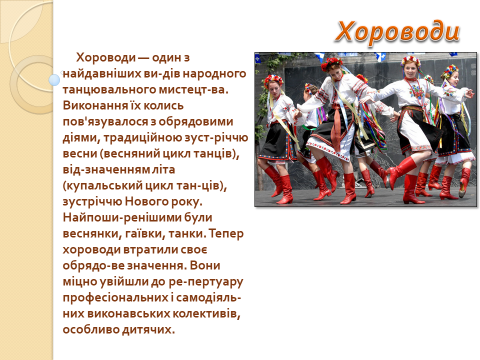 Хороводи
Хороводи — один з
найдавніших ви-дів народного
танцювального мистецт-ва.
Виконання їх колись
пов'язувалося з обрядовими
діями, традиційною зуст-річчю
весни (весняний цикл танців),
від-значенням літа
(купальський цикл тан-ців),
зустріччю Нового року.
Найпоши-ренішими були
веснянки, гаївки, танки. Тепер
хороводи втратили своє
обрядо-ве значення. Вони
міцно увійшли до ре-пертуару
професіональних і самодіяль-
них виконавських колективів,
особливо дитячих.